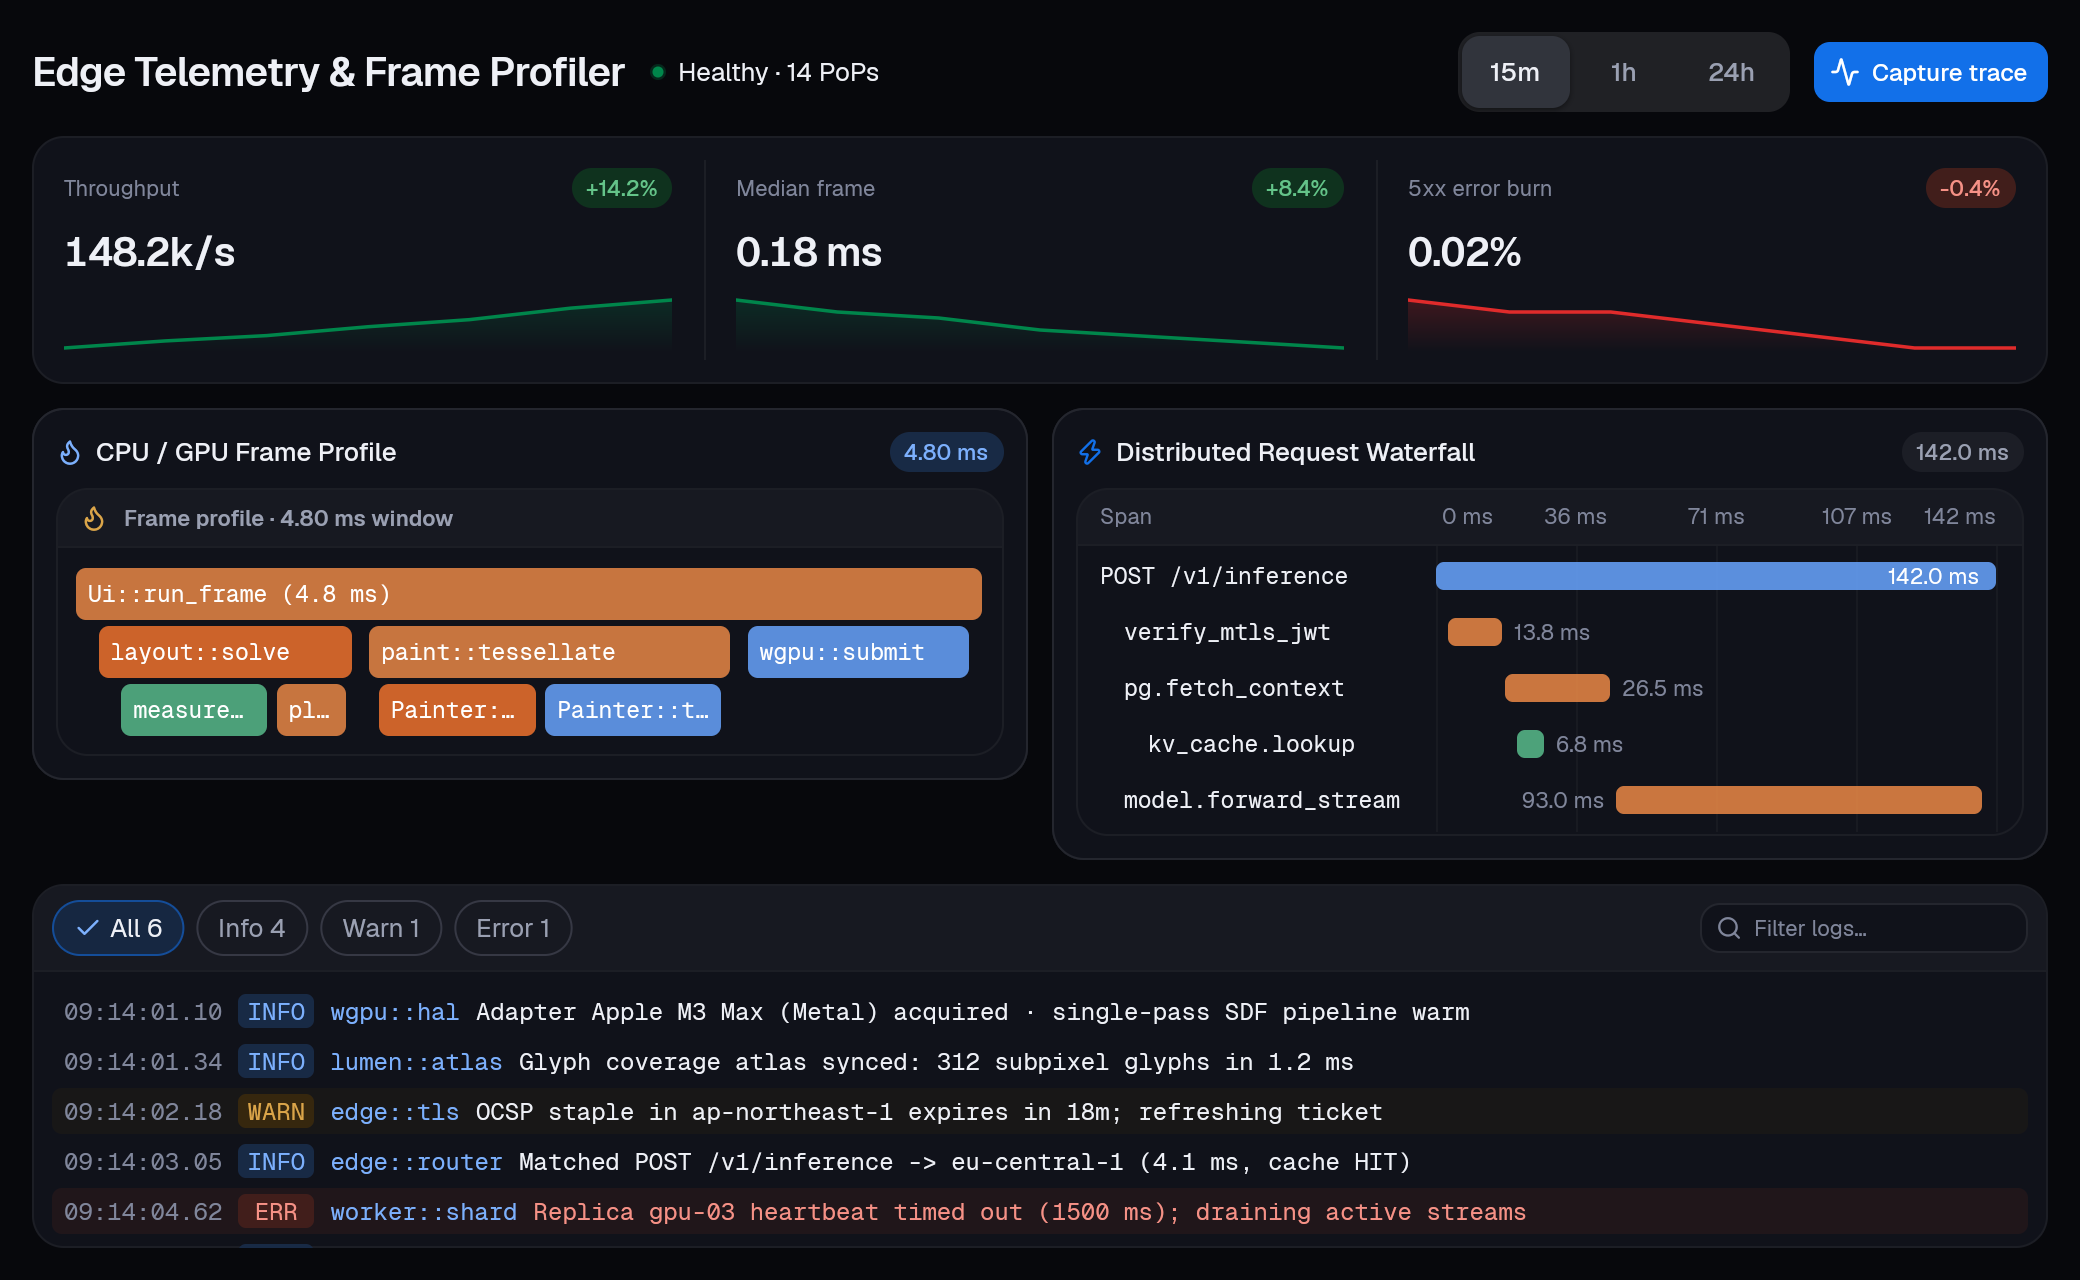 Edge Telemetry & Frame Profiler
Healthy · 14 PoPs
15m
1h
24h
Capture trace
Throughput
+14.2%
148.2k/s
Median frame
+8.4%
0.18 ms
5xx error burn
-0.4%
0.02%
CPU / GPU Frame Profile
4.80 ms
Frame profile · 4.80 ms window
Ui::run_frame (4.8 ms)
layout::solve
paint::tessellate
wgpu::submit
measure…
pl…
Painter:…
Painter::t…
Distributed Request Waterfall
142.0 ms
Span
0 ms
36 ms
71 ms
107 ms
142 ms
POST /v1/inference
142.0 ms
verify_mtls_jwt
13.8 ms
pg.fetch_context
26.5 ms
kv_cache.lookup
6.8 ms
model.forward_stream
93.0 ms
All 6
Info 4
Warn 1
Error 1
Filter logs…
09:14:01.10 INFO wgpu::hal Adapter Apple M3 Max (Metal) acquired · single-pass SDF pipeline warm
09:14:01.34 INFO lumen::atlas Glyph coverage atlas synced: 312 subpixel glyphs in 1.2 ms
09:14:02.18 WARN edge::tls OCSP staple in ap-northeast-1 expires in 18m; refreshing ticket
09:14:03.05 INFO edge::router Matched POST /v1/inference -> eu-central-1 (4.1 ms, cache HIT)
09:14:04.62 ERR worker::shard Replica gpu-03 heartbeat timed out (1500 ms); draining active streams